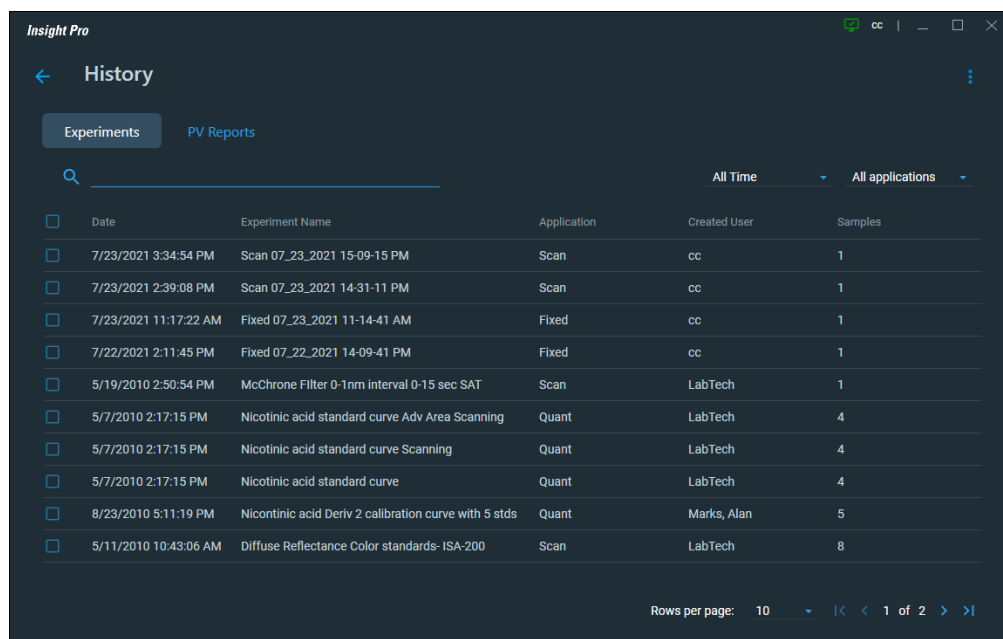 Insight Pro cc
History
Experiments PV Reports
All Time All applications
Date Experiment Name Application Created User Samples
7/23/2021 3:34:54 PM Scan 07_23_2021 15-09-15 PM Scan cc 1
7/23/2021 2:39:08 PM Scan 07_23_2021 14-31-11 PM Scan cc 1
7/23/2021 11:17:22 AM Fixed 07_23_2021 11-14-41 AM Fixed cc 1
7/22/2021 2:11:45 PM Fixed 07_22_2021 14-09-41 PM Fixed cc 1
5/19/2010 2:50:54 PM McChrone FIlter 0-1nm interval 0-15 sec SAT Scan LabTech 1
5/7/2010 2:17:15 PM Nicotinic acid standard curve Adv Area Scanning Quant LabTech 4
5/7/2010 2:17:15 PM Nicotinic acid standard curve Scanning Quant LabTech 4
5/7/2010 2:17:15 PM Nicotinic acid standard curve Quant LabTech 4
8/23/2010 5:11:19 PM Nicontinic acid Deriv 2 calibration curve with 5 stds Quant Marks, Alan 5
5/11/2010 10:43:06 AM Diffuse Reflectance Color standards- ISA-200 Scan LabTech 8
Rows per page: 10 1 of 2